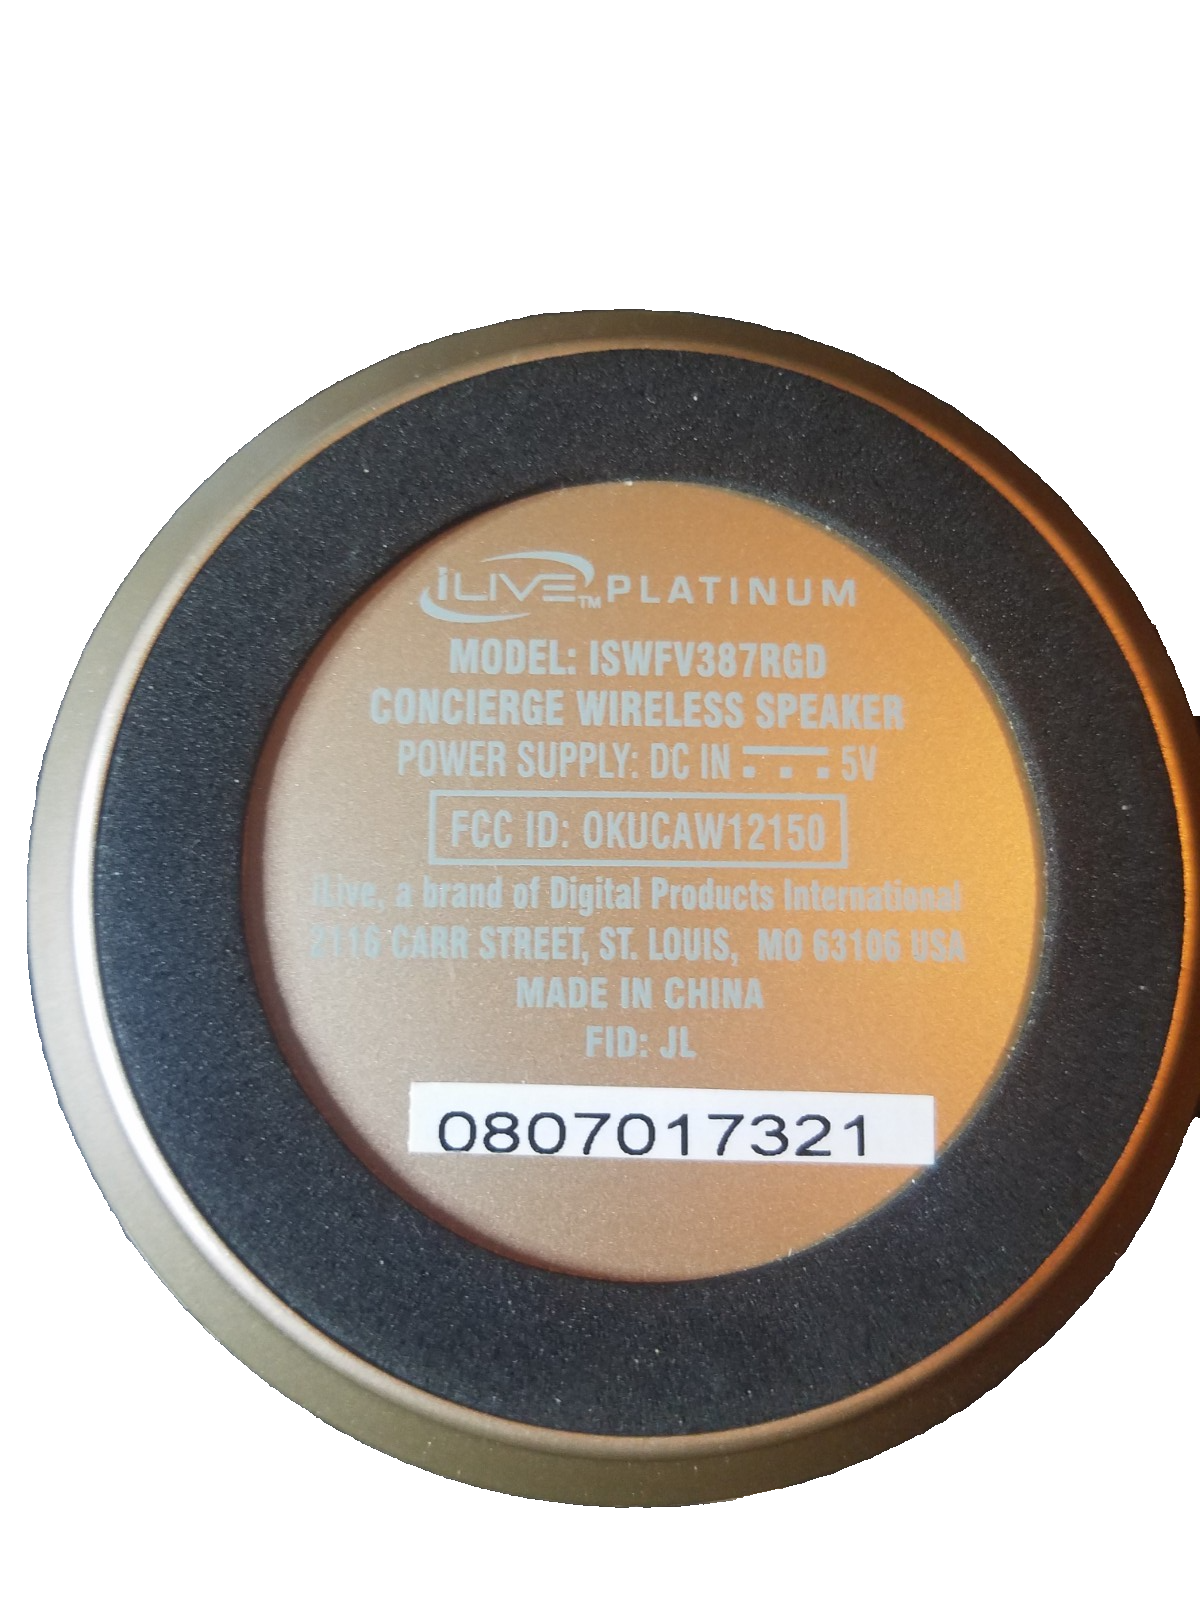 iLIVE™ PLATINUM
MODEL: ISWFV387RGD
CONCIERGE WIRELESS SPEAKER
POWER SUPPLY: DC IN ⎓ 5V
FCC ID: OKUCAW12150
iLive, a brand of Digital Products International
2116 CARR STREET, ST. LOUIS, MO 63106 USA
MADE IN CHINA
FID: JL
0807017321